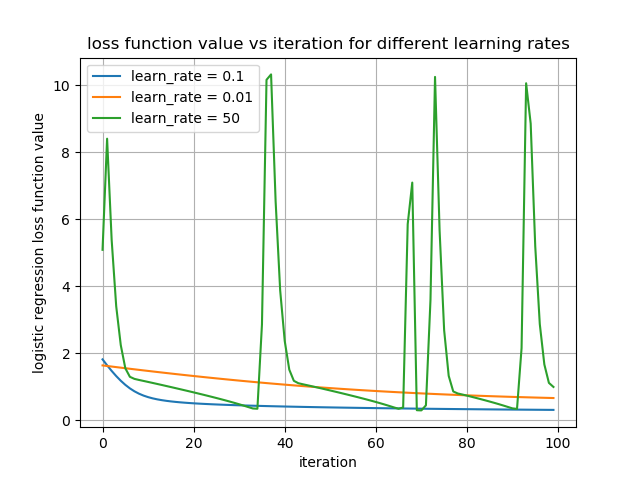 loss function value vs iteration for different learning rates
learn_rate = 0.1
learn_rate = 0.01
learn_rate = 50
logistic regression loss function value
10
8
6
4
2
0
0 20 40 60 80 100
iteration